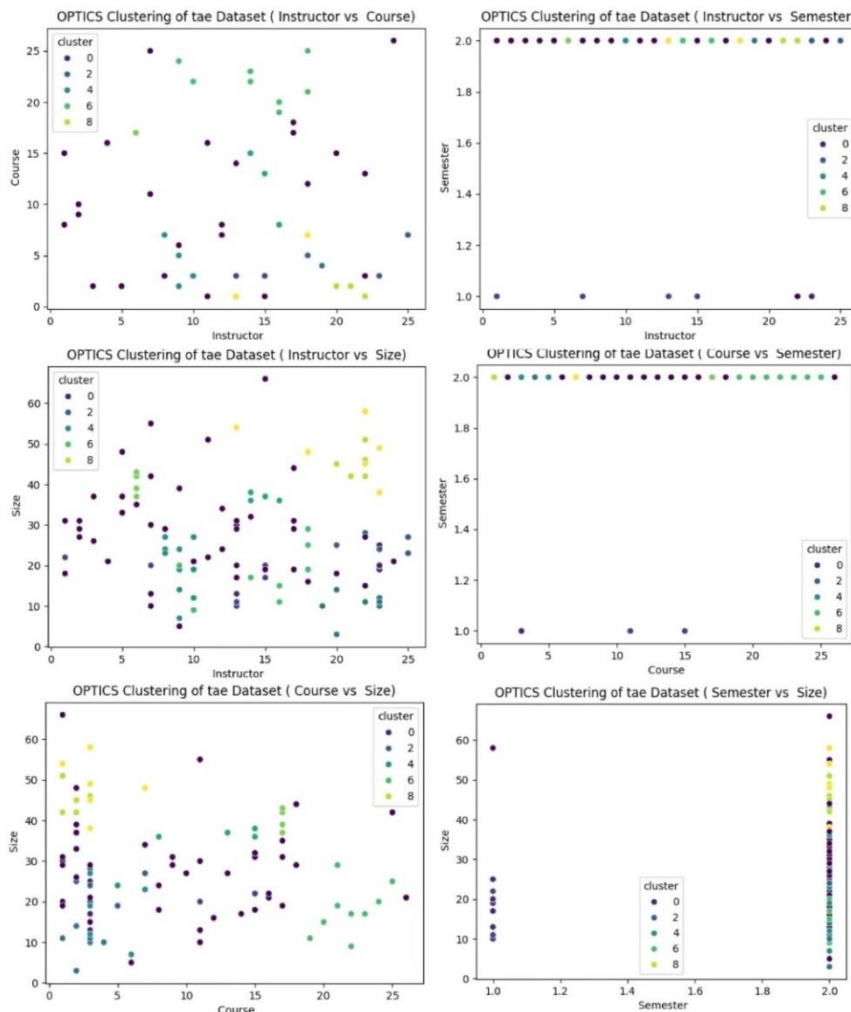 OPTICS Clustering of tae Dataset ( Instructor vs Course)
cluster
0
2
4
6
8
25
20
15
10
5
0
Course
0 5 10 15 20 25
Instructor
OPTICS Clustering of tae Dataset ( Instructor vs Semester
cluster
0
2
4
6
8
2.0
1.8
1.6
1.4
1.2
1.0
Semester
0 5 10 15 20 25
Instructor
OPTICS Clustering of tae Dataset ( Instructor vs Size)
cluster
0
2
4
6
8
60
50
40
30
20
10
0
Size
0 5 10 15 20 25
Instructor
OPTICS Clustering of tae Dataset ( Course vs Semester)
cluster
0
2
4
6
8
2.0
1.8
1.6
1.4
1.2
1.0
Semester
0 5 10 15 20 25
Course
OPTICS Clustering of tae Dataset ( Course vs Size)
cluster
0
2
4
6
8
60
50
40
30
20
10
0
Size
0 5 10 15 20 25
Course
OPTICS Clustering of tae Dataset ( Semester vs Size)
cluster
0
2
4
6
8
60
50
40
30
20
10
0
Size
1.0 1.2 1.4 1.6 1.8 2.0
Semester